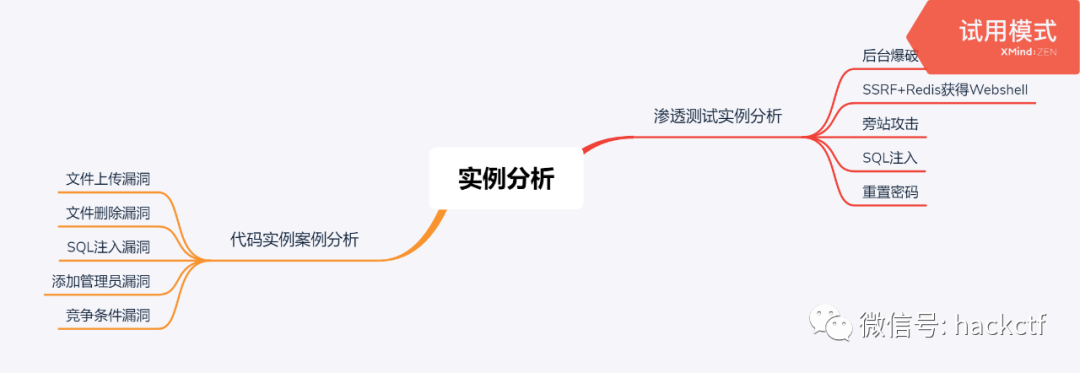 试用模式
XMind:ZEN
实例分析
渗透测试实例分析
后台爆破
SSRF+Redis获得Webshell
旁站攻击
SQL注入
重置密码
代码实例案例分析
文件上传漏洞
文件删除漏洞
SQL注入漏洞
添加管理员漏洞
竞争条件漏洞
微信号: hackctf